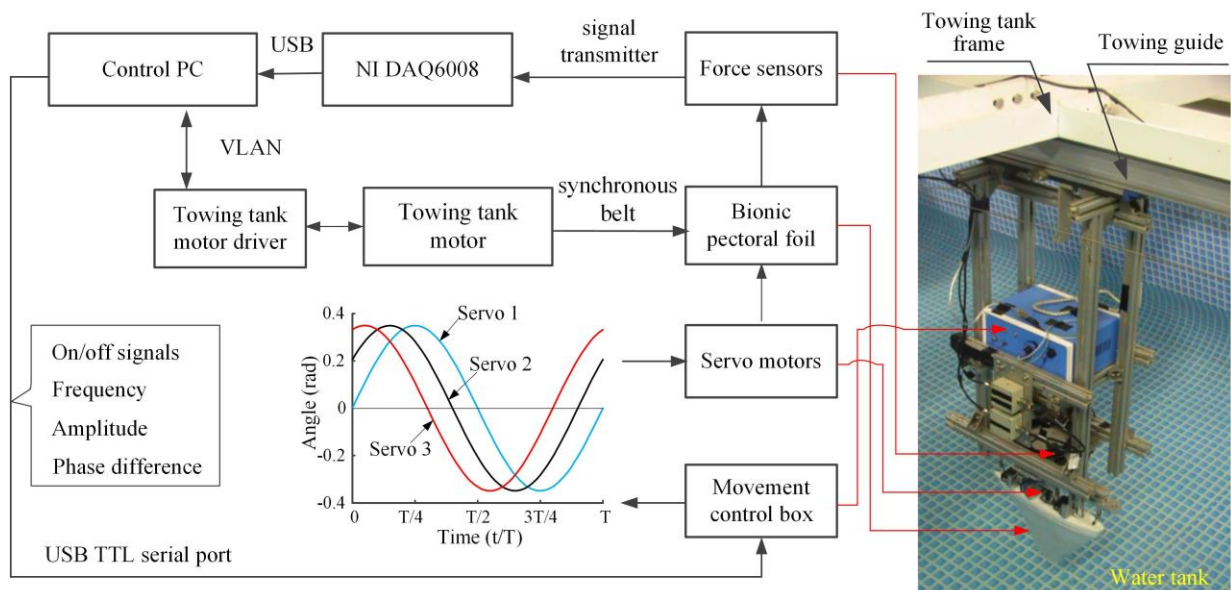 Towing tank
frame
Towing guide
signal
transmitter
USB
Control PC
NI DAQ6008
Force sensors
VLAN
synchronous
belt
Towing tank
motor driver
Towing tank
motor
Bionic
pectoral foil
On/off signals
Frequency
Amplitude
Phase difference
Angle (rad)
0.4
0.2
0
-0.2
-0.4
Servo 1
Servo 2
Servo 3
0 T/4 T/2 3T/4 T
Time (t/T)
Servo motors
Movement
control box
USB TTL serial port
Water tank